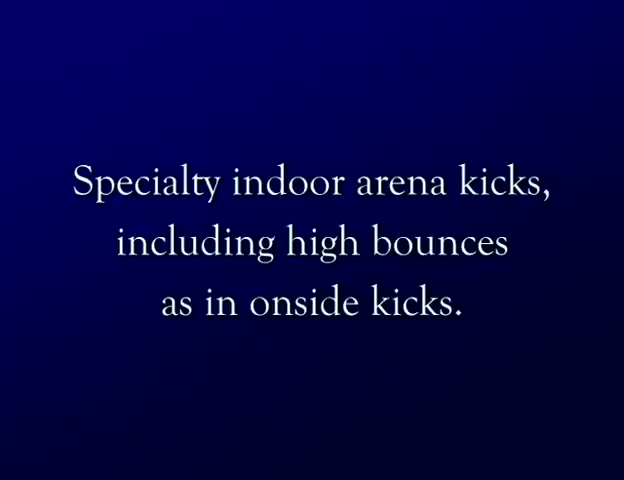 Specialty indoor arena kicks,
including high bounces
as in onside kicks.